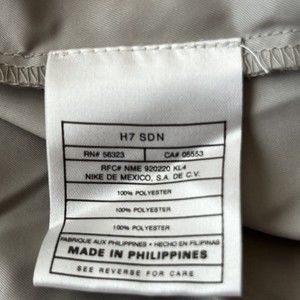 H7 SDN
RN# 56323 CA# 05553
RFC# NME 920220 KL4
NIKE DE MEXICO, S.A. DE C.V.
100% POLYESTER
100% POLYESTER
100% POLYESTER
FABRIQUE AUX PHILIPPINES • HECHO EN FILIPINAS
MADE IN PHILIPPINES
SEE REVERSE FOR CARE